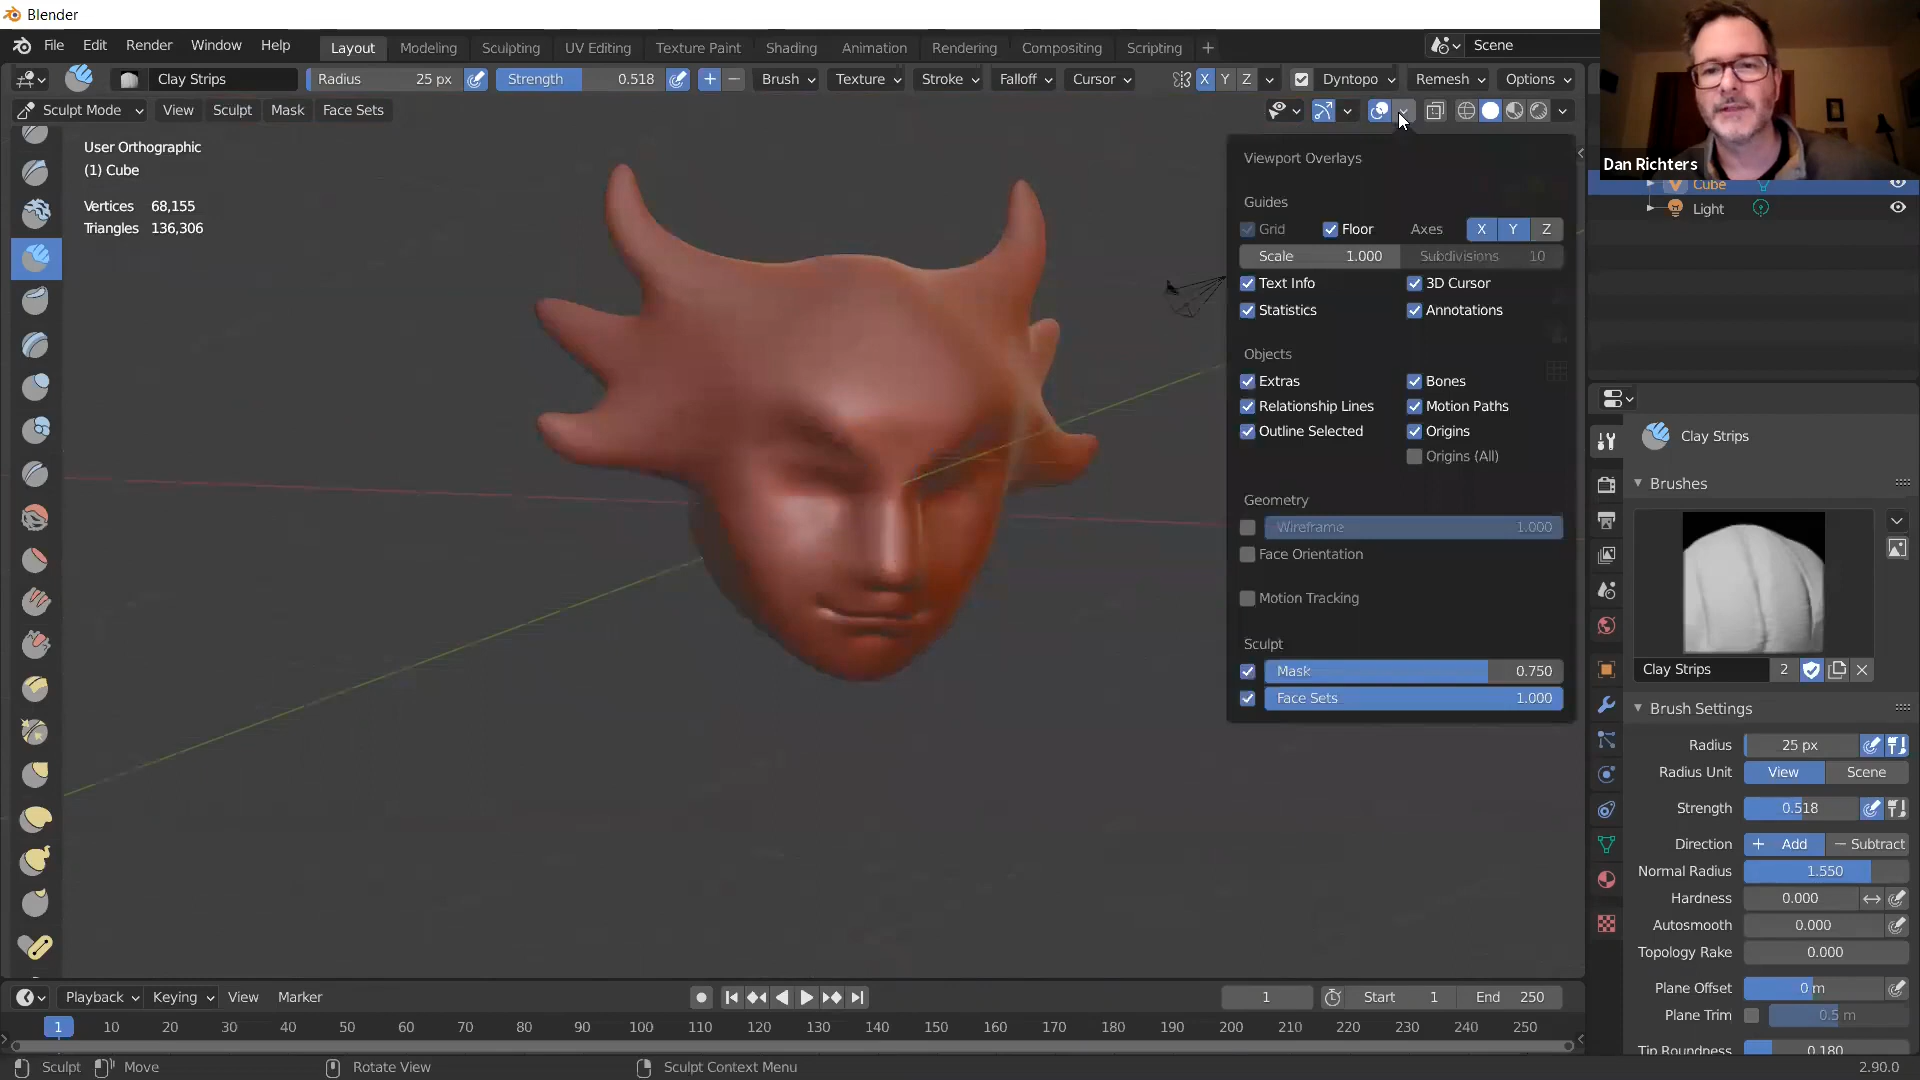 Blender
File Edit Render Window Help Layout Modeling Sculpting UV Editing Texture Paint Shading Animation Rendering Compositing Scripting + Scene
Clay Strips Radius 25 px Strength 0.518 Brush Texture Stroke Falloff Cursor X Y Z Dyntopo Remesh Options
Sculpt Mode View Sculpt Mask Face Sets
User Orthographic
(1) Cube
Vertices 68,155
Triangles 136,306
Viewport Overlays
Guides
Grid Floor Axes X Y Z
Scale 1.000 Subdivisions 10
Text Info 3D Cursor
Statistics Annotations
Objects
Extras Bones
Relationship Lines Motion Paths
Outline Selected Origins
Origins (All)
Geometry
Wireframe 1.000
Face Orientation
Motion Tracking
Sculpt
Mask 0.750
Face Sets 1.000
Dan Richters
Cube
Light
Clay Strips
Brushes
Clay Strips 2
Brush Settings
Radius 25 px
Radius Unit View Scene
Strength 0.518
Direction + Add − Subtract
Normal Radius 1.550
Hardness 0.000
Autosmooth 0.000
Topology Rake 0.000
Plane Offset 0 m
Plane Trim 0.5 m
Tip Roundness 0.180
Playback Keying View Marker 1 Start 1 End 250
1 10 20 30 40 50 60 70 80 90 100 110 120 130 140 150 160 170 180 190 200 210 220 230 240 250
Sculpt Move Rotate View Sculpt Context Menu 2.90.0